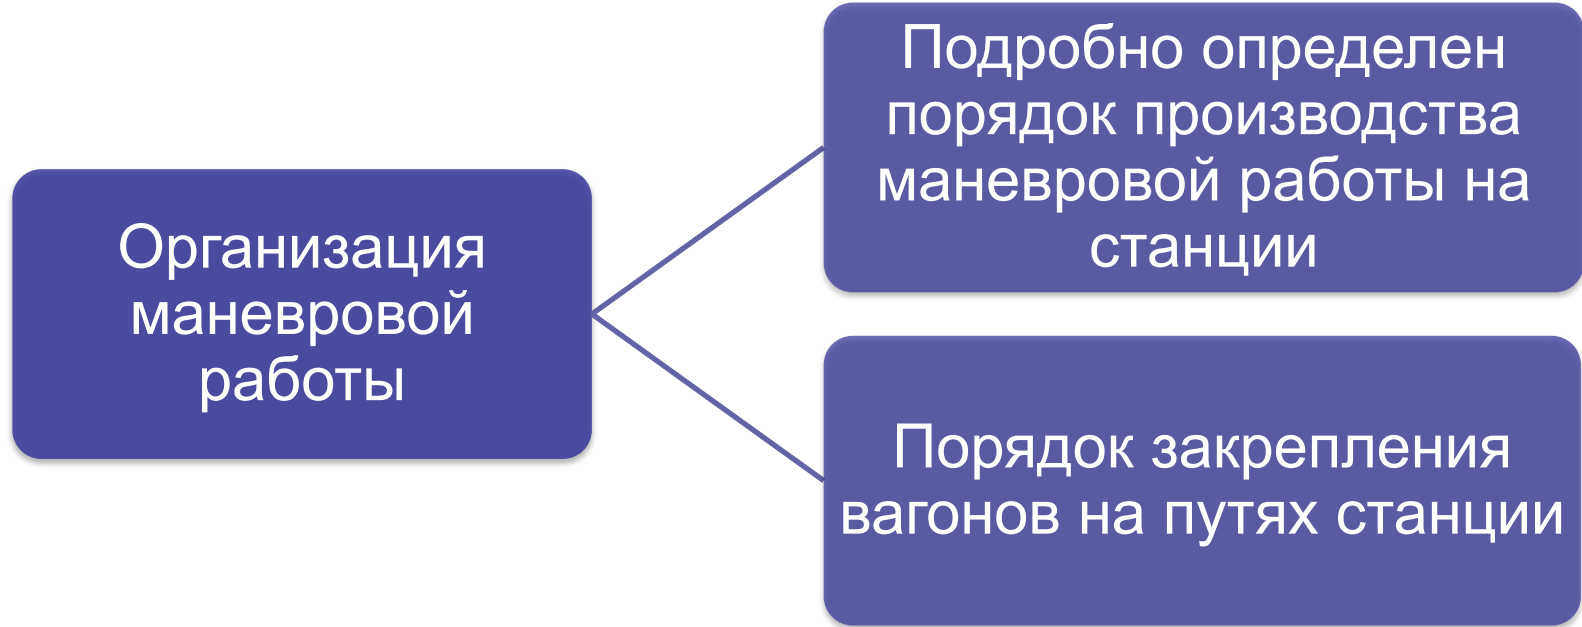 Организация
маневровой
работы
Подробно определен
порядок производства
маневровой работы на
станции
Порядок закрепления
вагонов на путях станции